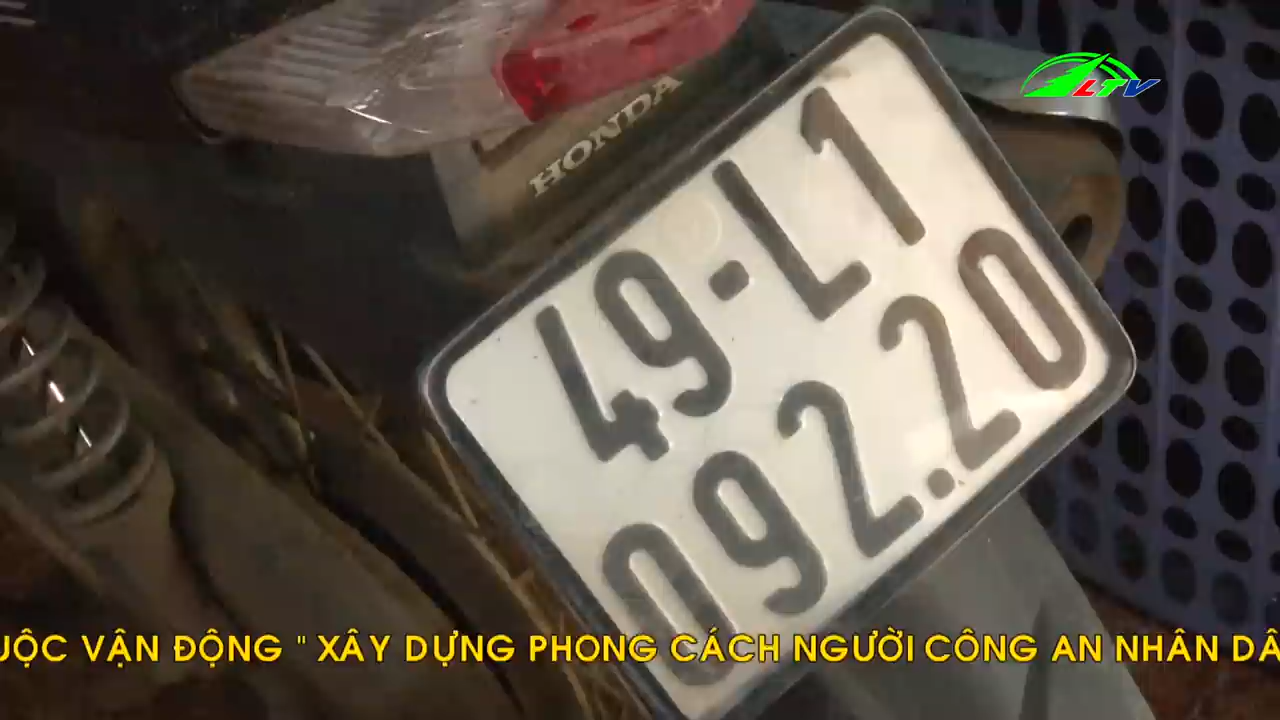 LTV
HONDA
49-L1
092.20
UỘC VẬN ĐỘNG " XÂY DỰNG PHONG CÁCH NGƯỜI CÔNG AN NHÂN DÂ